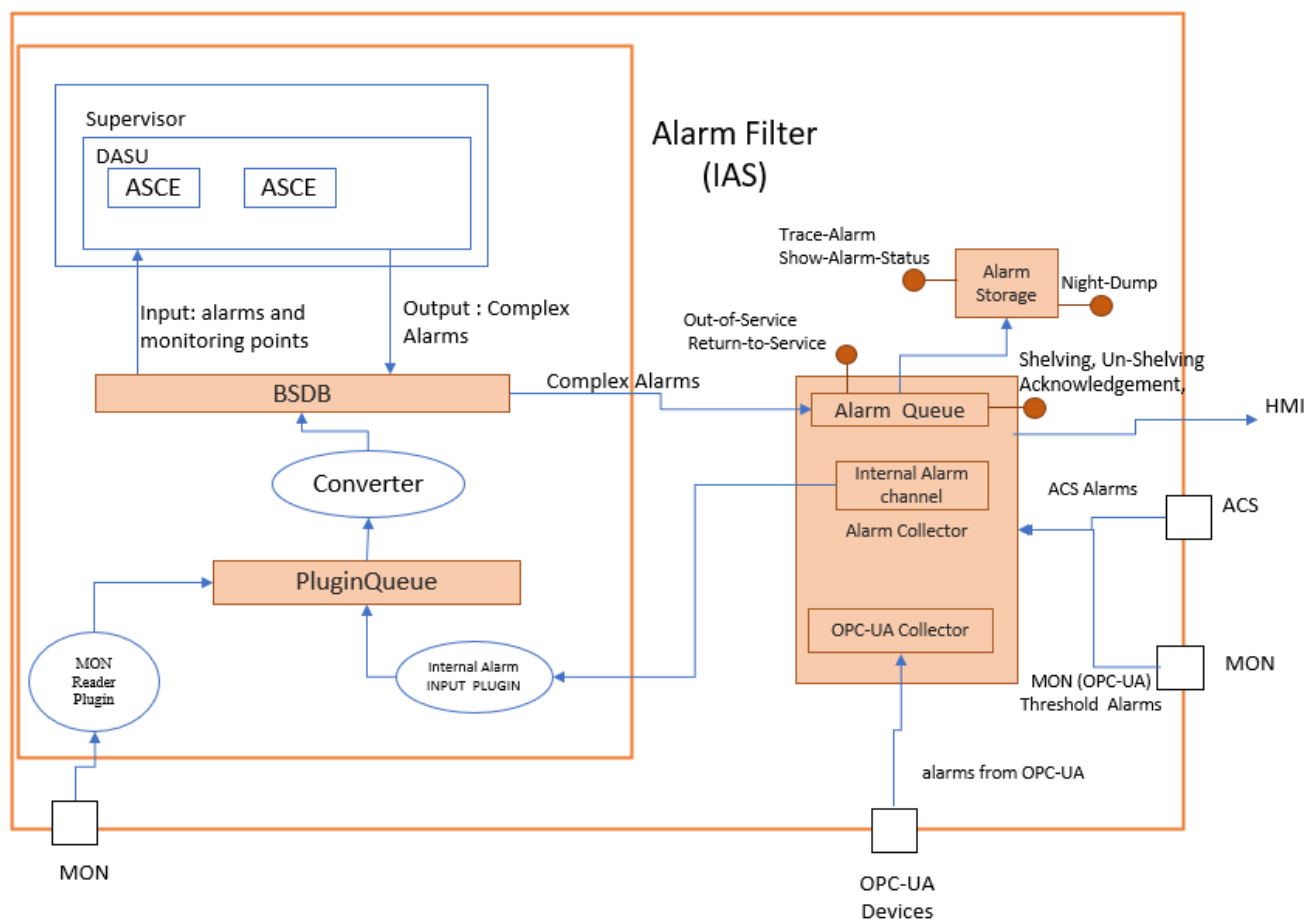 Supervisor
DASU
ASCE
ASCE
Input: alarms and
monitoring points
Output : Complex
Alarms
BSDB
Converter
PluginQueue
MON
Reader
Plugin
Internal Alarm
INPUT PLUGIN
MON
Alarm Filter
(IAS)
Complex Alarms
Trace-Alarm
Show-Alarm-Status
Alarm
Storage
Night-Dump
Out-of-Service
Return-to-Service
Shelving, Un-Shelving
Acknowledgement,
Alarm Queue
HMI
Internal Alarm
channel
Alarm Collector
ACS Alarms
ACS
OPC-UA Collector
MON
MON (OPC-UA)
Threshold Alarms
alarms from OPC-UA
OPC-UA
Devices